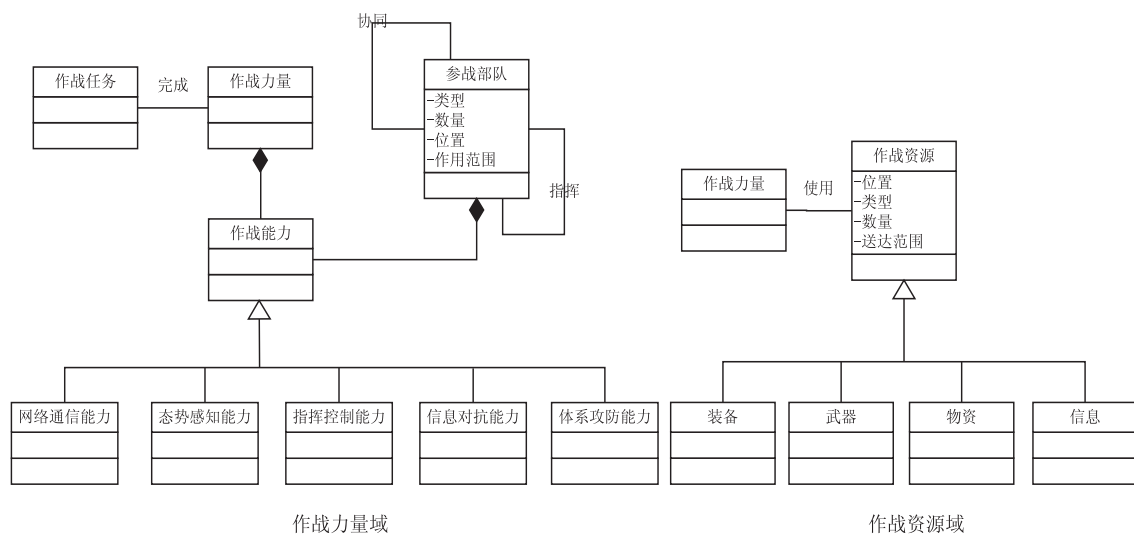 协同
作战任务
完成
作战力量
参战部队
-类型
-数量
-位置
-作用范围
指挥
作战能力
网络通信能力
态势感知能力
指挥控制能力
信息对抗能力
体系攻防能力
作战力量域
作战力量
使用
作战资源
-位置
-类型
-数量
-送达范围
装备
武器
物资
信息
作战资源域